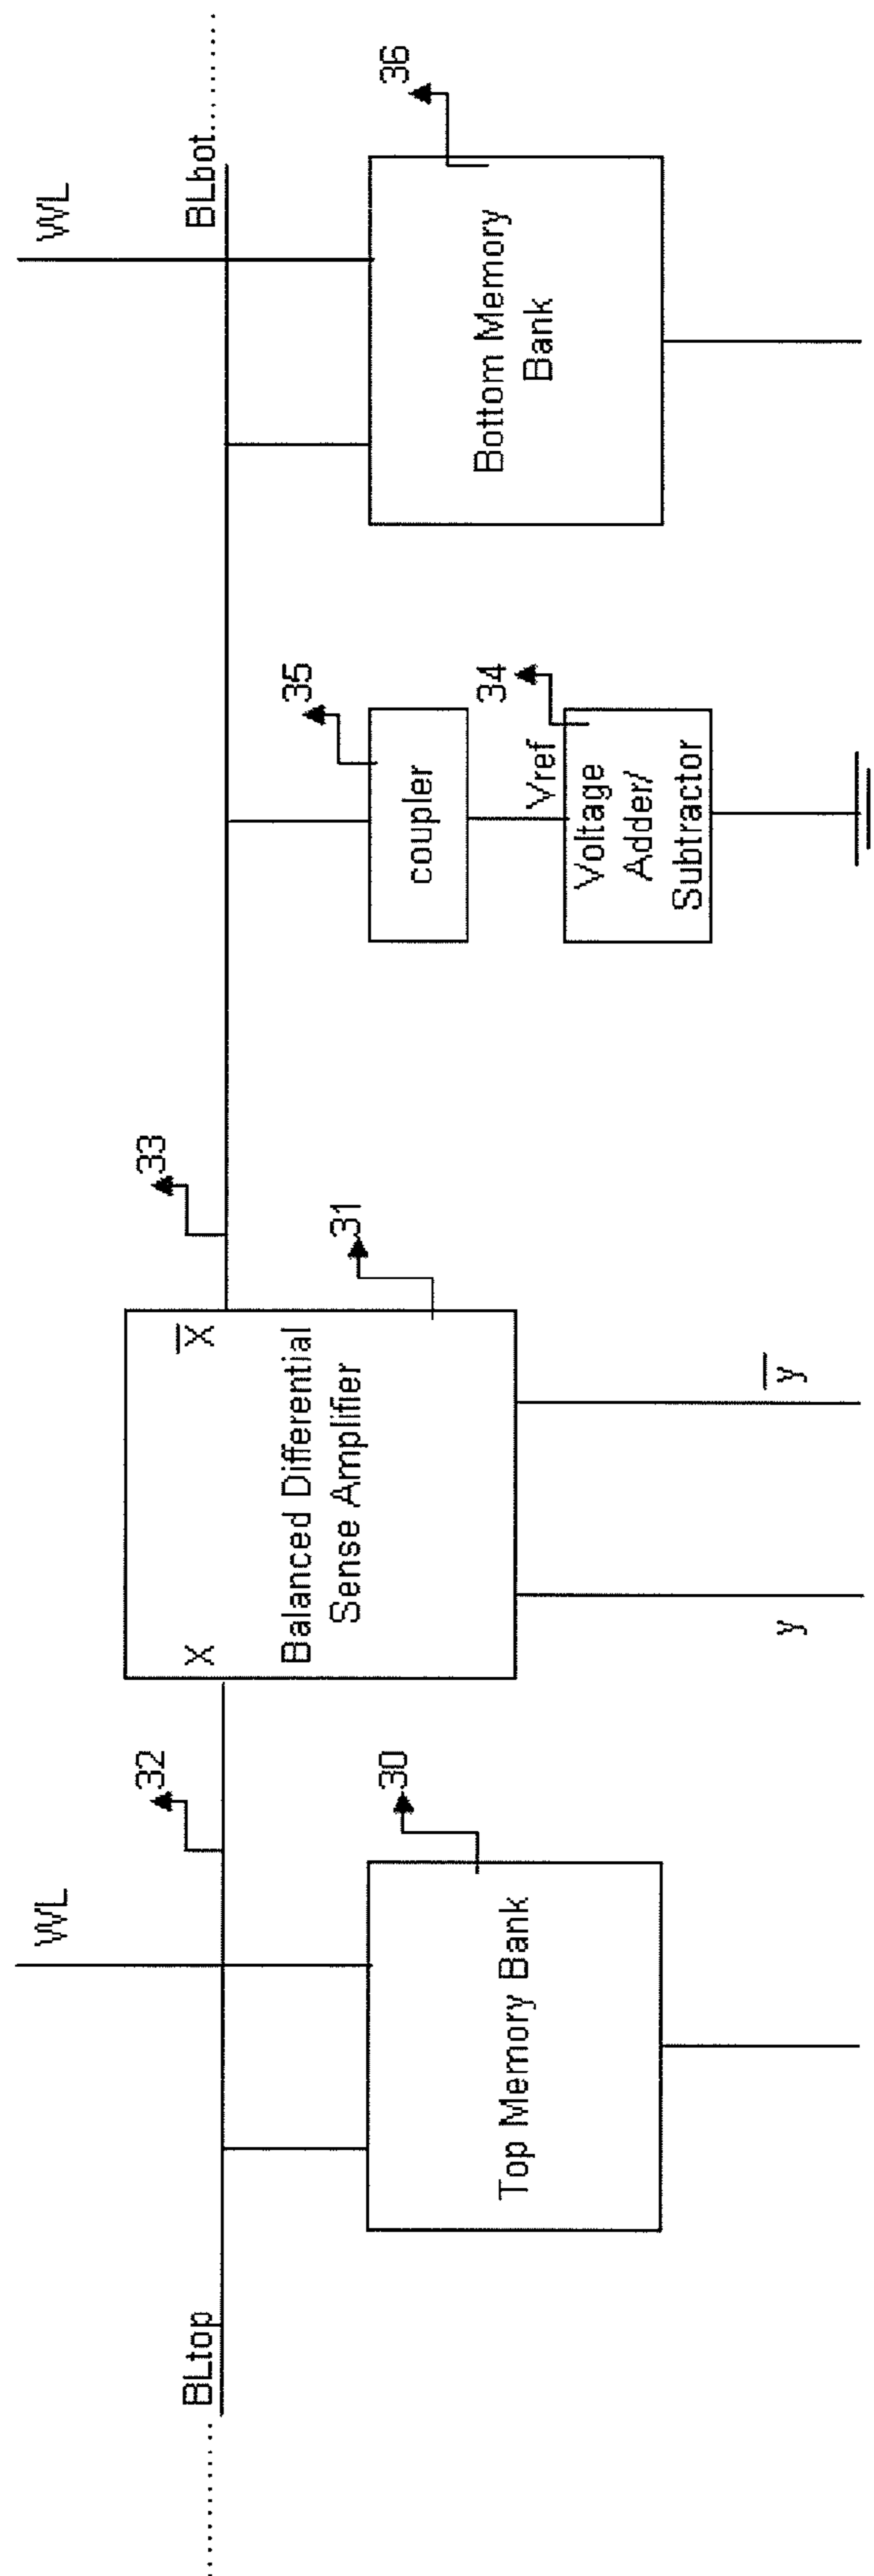 WL
WL
BLtop
32
X
X
33
BLbot
30
31
35
36
Top Memory Bank
Balanced Differential
Sense Amplifier
coupler
Bottom Memory
Bank
Vref
34
Voltage
Adder/
Subtractor
y
y